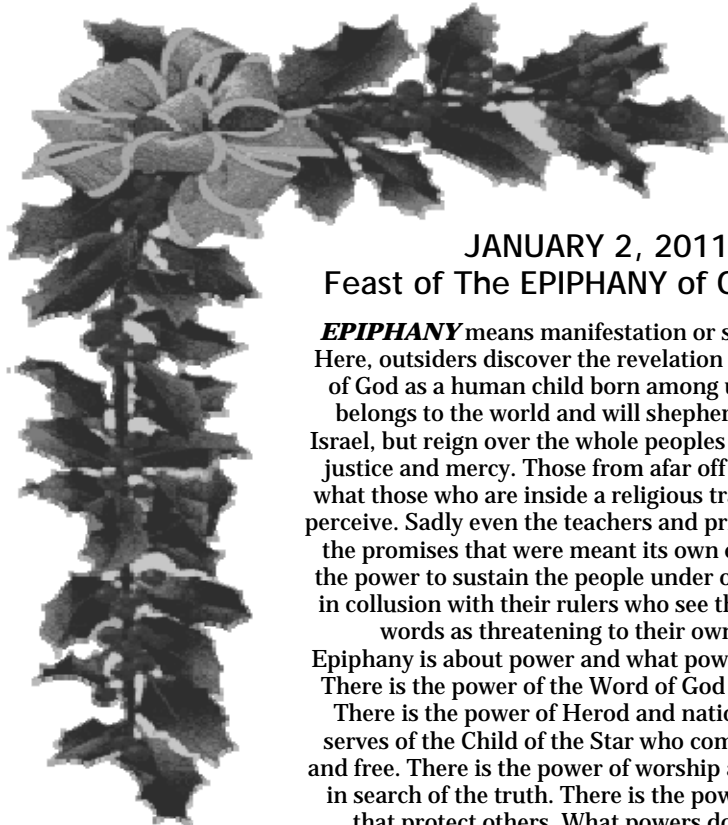 JANUARY 2, 2011
Feast of The EPIPHANY of
EPIPHANY means manifestation or
Here, outsiders discover the revelation
of God as a human child born among
belongs to the world and will
Israel, but reign over the whole peoples
justice and mercy. Those from afar off
what those who are inside a religious
perceive. Sadly even the teachers and
the promises that were meant its own
the power to sustain the people under
in collusion with their rulers who see
words as threatening to their own
Epiphany is about power and what
There is the power of the Word of God
There is the power of Herod and
serves of the Child of the Star who
and free. There is the power of worship
in search of the truth. There is the
that protect others. What powers